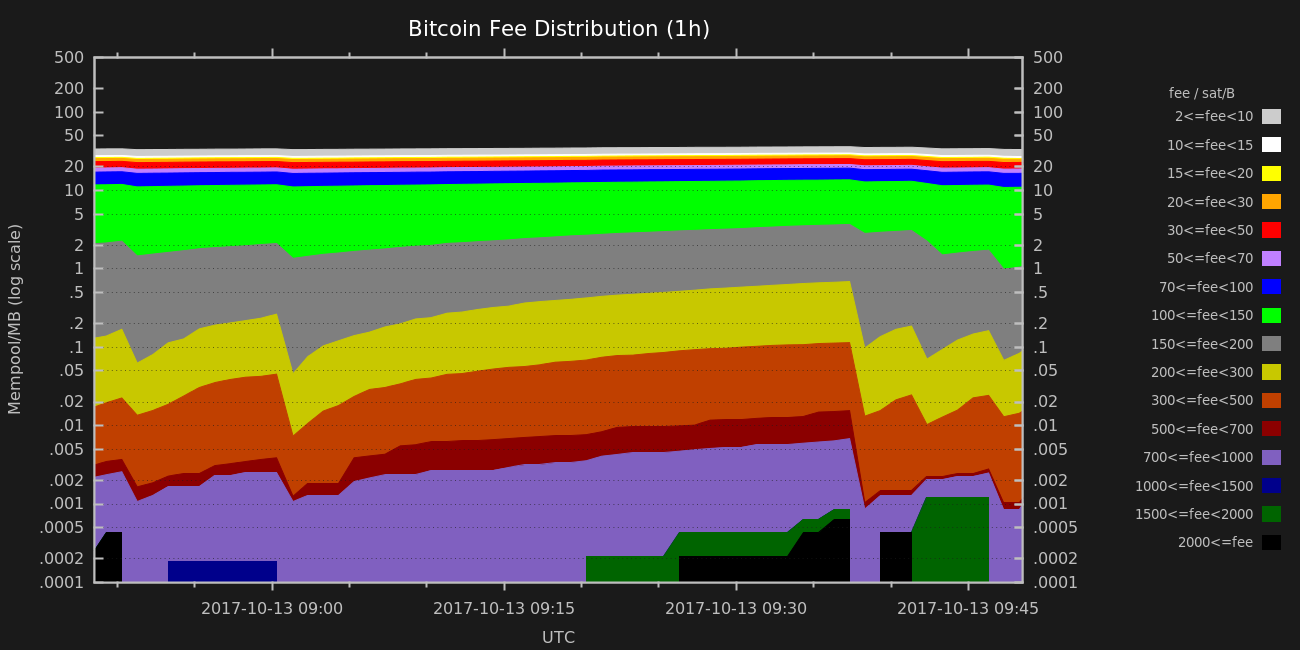 Bitcoin Fee Distribution (1h)
Mempool/MB (log scale)
500
200
100
50
20
10
5
2
1
.5
.2
.1
.05
.02
.01
.005
.002
.001
.0005
.0002
.0001
500
200
100
50
20
10
5
2
1
.5
.2
.1
.05
.02
.01
.005
.002
.001
.0005
.0002
.0001
2017-10-13 09:00
2017-10-13 09:15
2017-10-13 09:30
2017-10-13 09:45
UTC
fee / sat/B
2<=fee<10
10<=fee<15
15<=fee<20
20<=fee<30
30<=fee<50
50<=fee<70
70<=fee<100
100<=fee<150
150<=fee<200
200<=fee<300
300<=fee<500
500<=fee<700
700<=fee<1000
1000<=fee<1500
1500<=fee<2000
2000<=fee